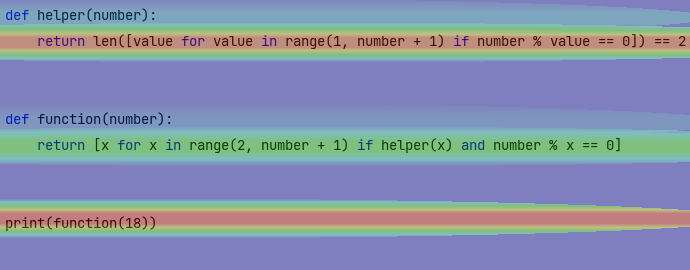 def helper(number):
    return len([value for value in range(1, number + 1) if number % value == 0]) == 2
def function(number):
    return [x for x in range(2, number + 1) if helper(x) and number % x == 0]
print(function(18))